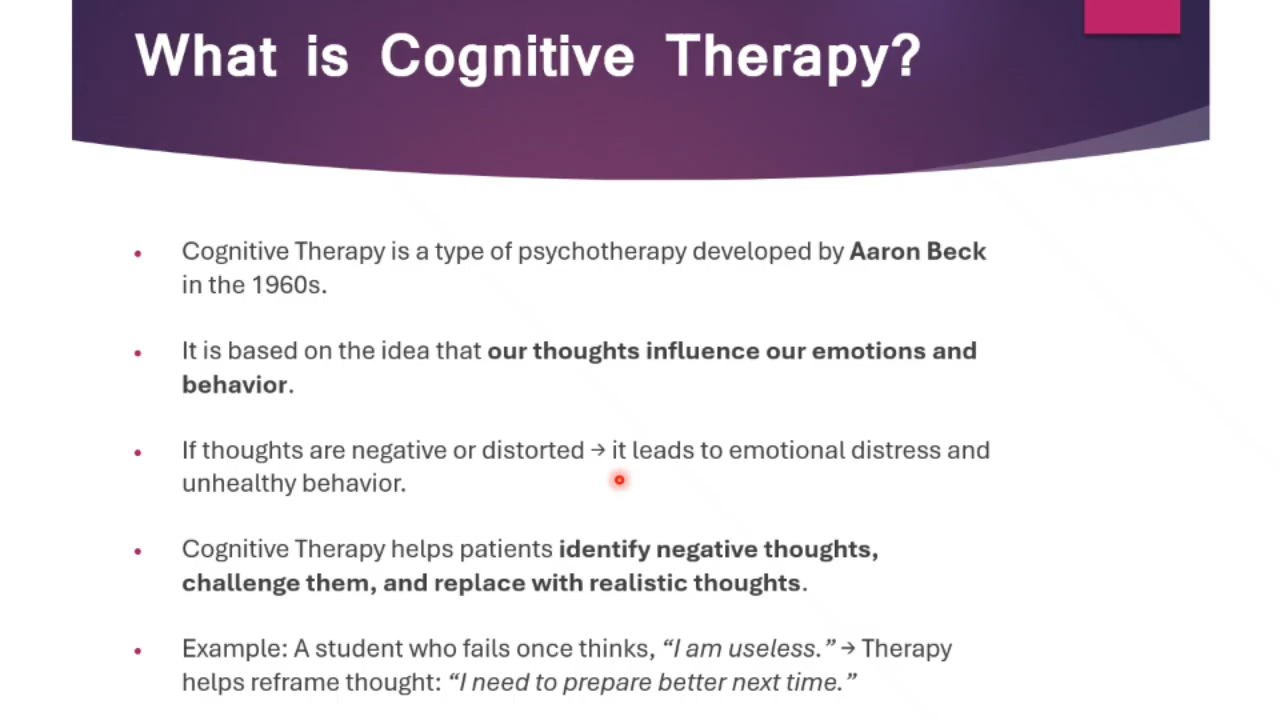 What is Cognitive Therapy?
• Cognitive Therapy is a type of psychotherapy developed by Aaron Beck
in the 1960s.
• It is based on the idea that our thoughts influence our emotions and
behavior.
• If thoughts are negative or distorted → it leads to emotional distress and
unhealthy behavior.
• Cognitive Therapy helps patients identify negative thoughts,
challenge them, and replace with realistic thoughts.
• Example: A student who fails once thinks, “I am useless.” → Therapy
helps reframe thought: “I need to prepare better next time.”